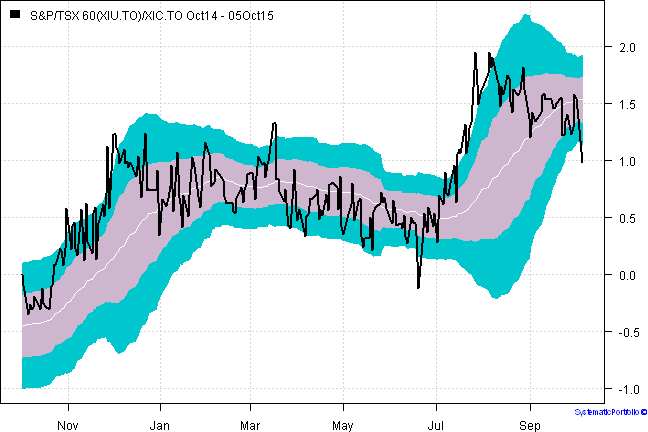 S&P/TSX 60(XIU.TO)/XIC.TO Oct14 - 05Oct15
2.0
1.5
1.0
0.5
0.0
-0.5
-1.0
Nov Jan Mar May Jul Sep
SystematicPortfolio ©